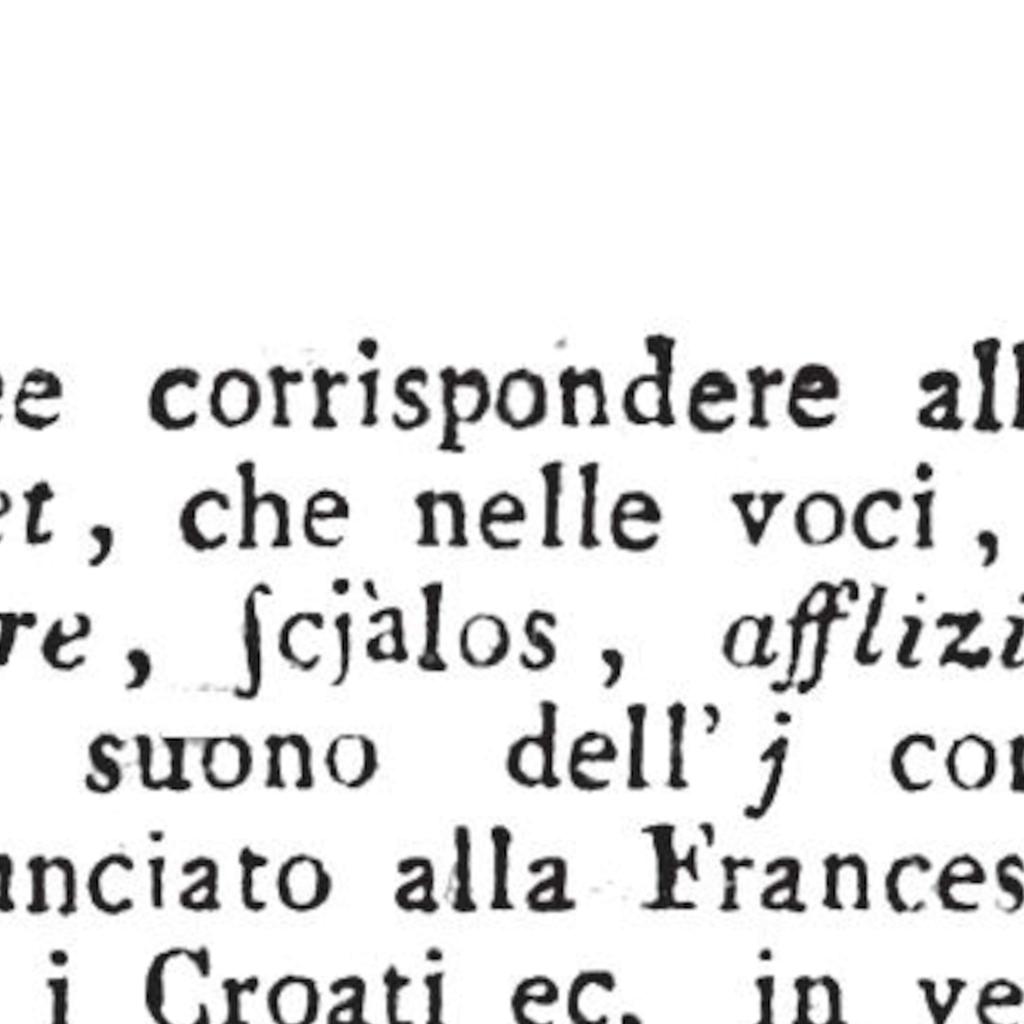 ee corrispondere all
et, che nelle voci,
re, ſcjàlos, afflizi
suono dell' j con
unciato alla Frances
i Croati ec. in ve